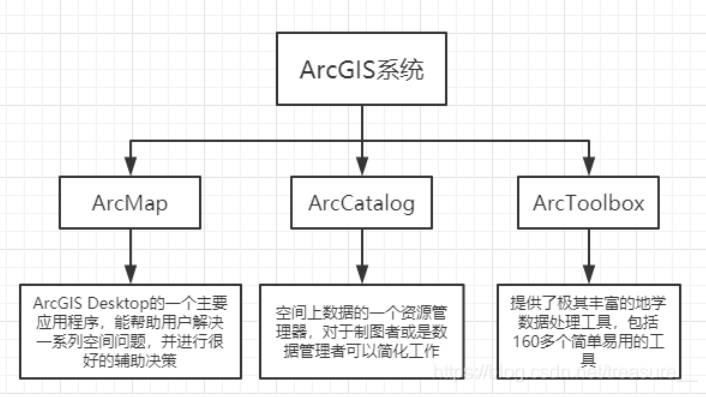 ArcGIS系统
ArcMap
ArcCatalog
ArcToolbox
ArcGIS Desktop的一个主要
应用程序，能帮助用户解决
一系列空间问题，并进行很
好的辅助决策
空间上数据的一个资源管
理器，对于制图者或是数
据管理者可以简化工作
提供了极其丰富的地学
数据处理工具，包括
160多个简单易用的工
具
https://blog.csdn.net/treasure__